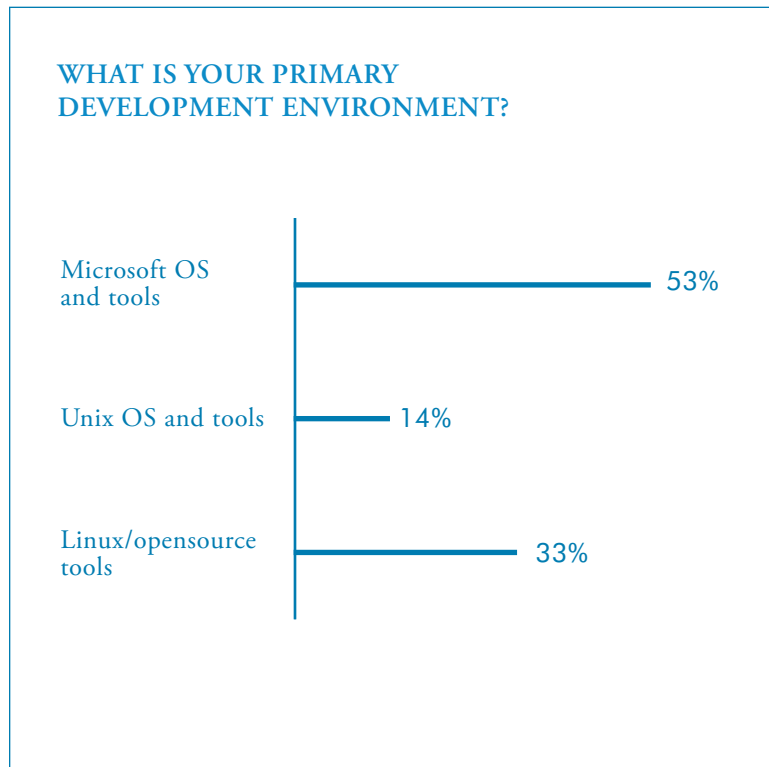 WHAT IS YOUR PRIMARY
DEVELOPMENT ENVIRONMENT?
Microsoft OS
and tools
53%
Unix OS and tools
14%
Linux/opensource
tools
33%